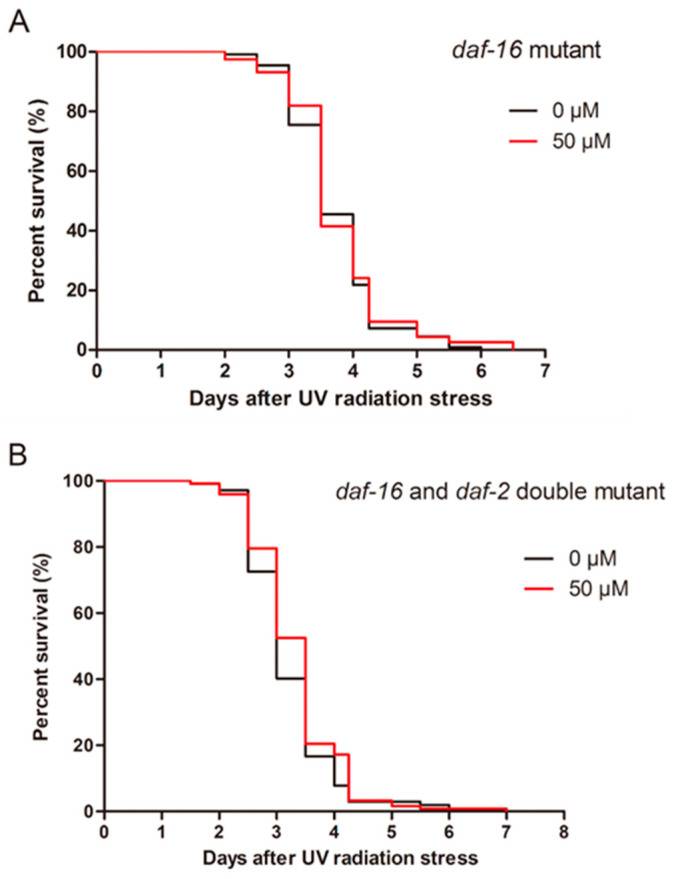 A
daf-16 mutant
0 µM
50 µM
Percent survival (%)
100
80
60
40
20
0
0 1 2 3 4 5 6 7
Days after UV radiation stress
B
daf-16 and daf-2 double mutant
0 µM
50 µM
Percent survival (%)
100
80
60
40
20
0
0 1 2 3 4 5 6 7 8
Days after UV radiation stress